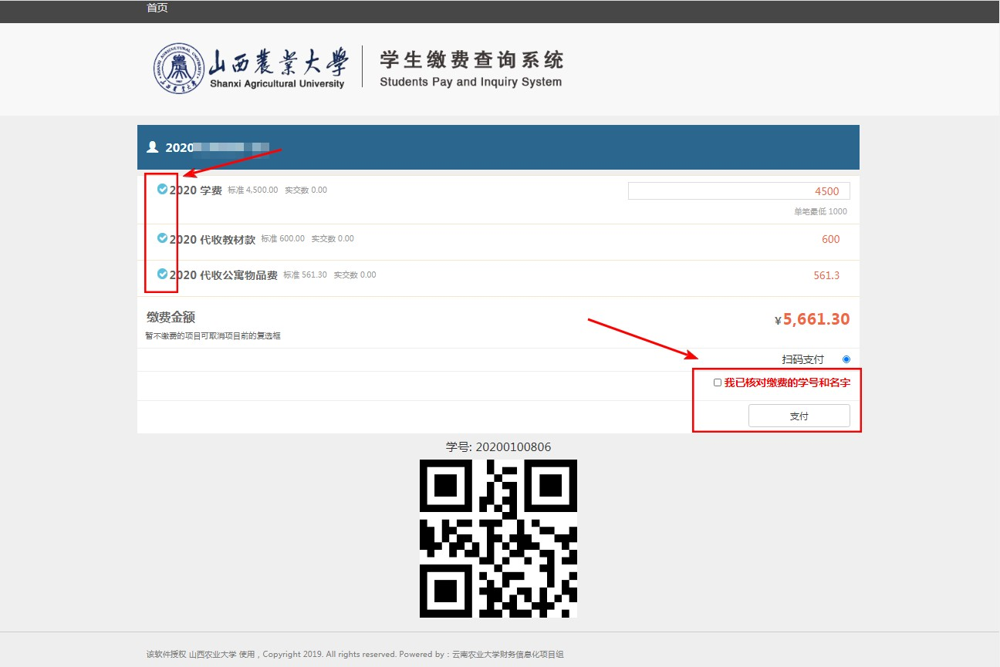 首页
山西農業大學
Shanxi Agricultural University
学生缴费查询系统
Students Pay and Inquiry System
2020
2020 学费 标准 4,500.00 实交数 0.00 4500
单笔最低 1000
2020 代收教材款 标准 600.00 实交数 0.00 600
2020 代收公寓物品费 标准 561.30 实交数 0.00 561.3
缴费金额 ¥5,661.30
暂不缴费的项目可取消项目前的复选框
扫码支付
我已核对缴费的学号和名字
支付
学号: 20200100806
该软件授权 山西农业大学 使用 , Copyright 2019. All rights reserved. Powered by : 云南农业大学财务信息化项目组